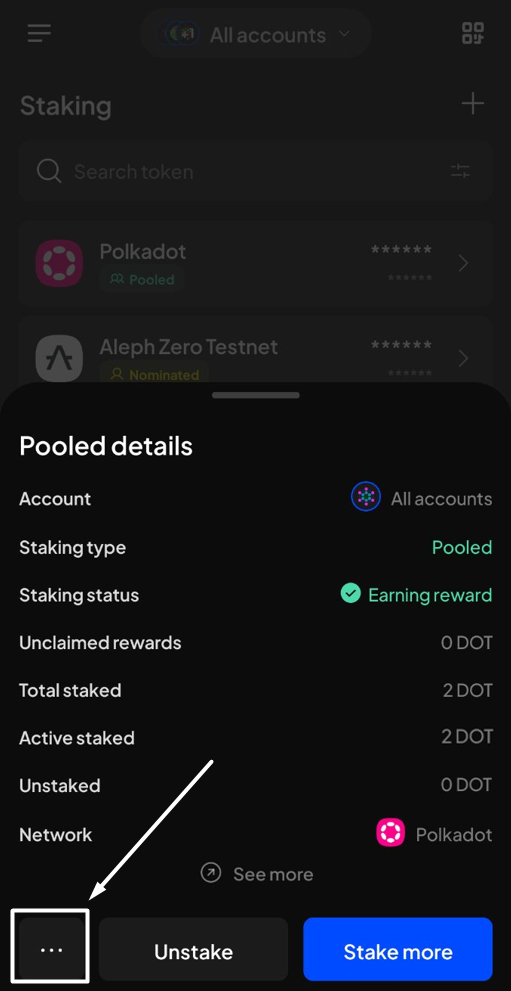 All accounts
Staking
Search token
Polkadot ******
Pooled ******
Aleph Zero Testnet ******
Nominated ******
Pooled details
Account All accounts
Staking type Pooled
Staking status Earning reward
Unclaimed rewards 0 DOT
Total staked 2 DOT
Active staked 2 DOT
Unstaked 0 DOT
Network Polkadot
See more
... Unstake Stake more